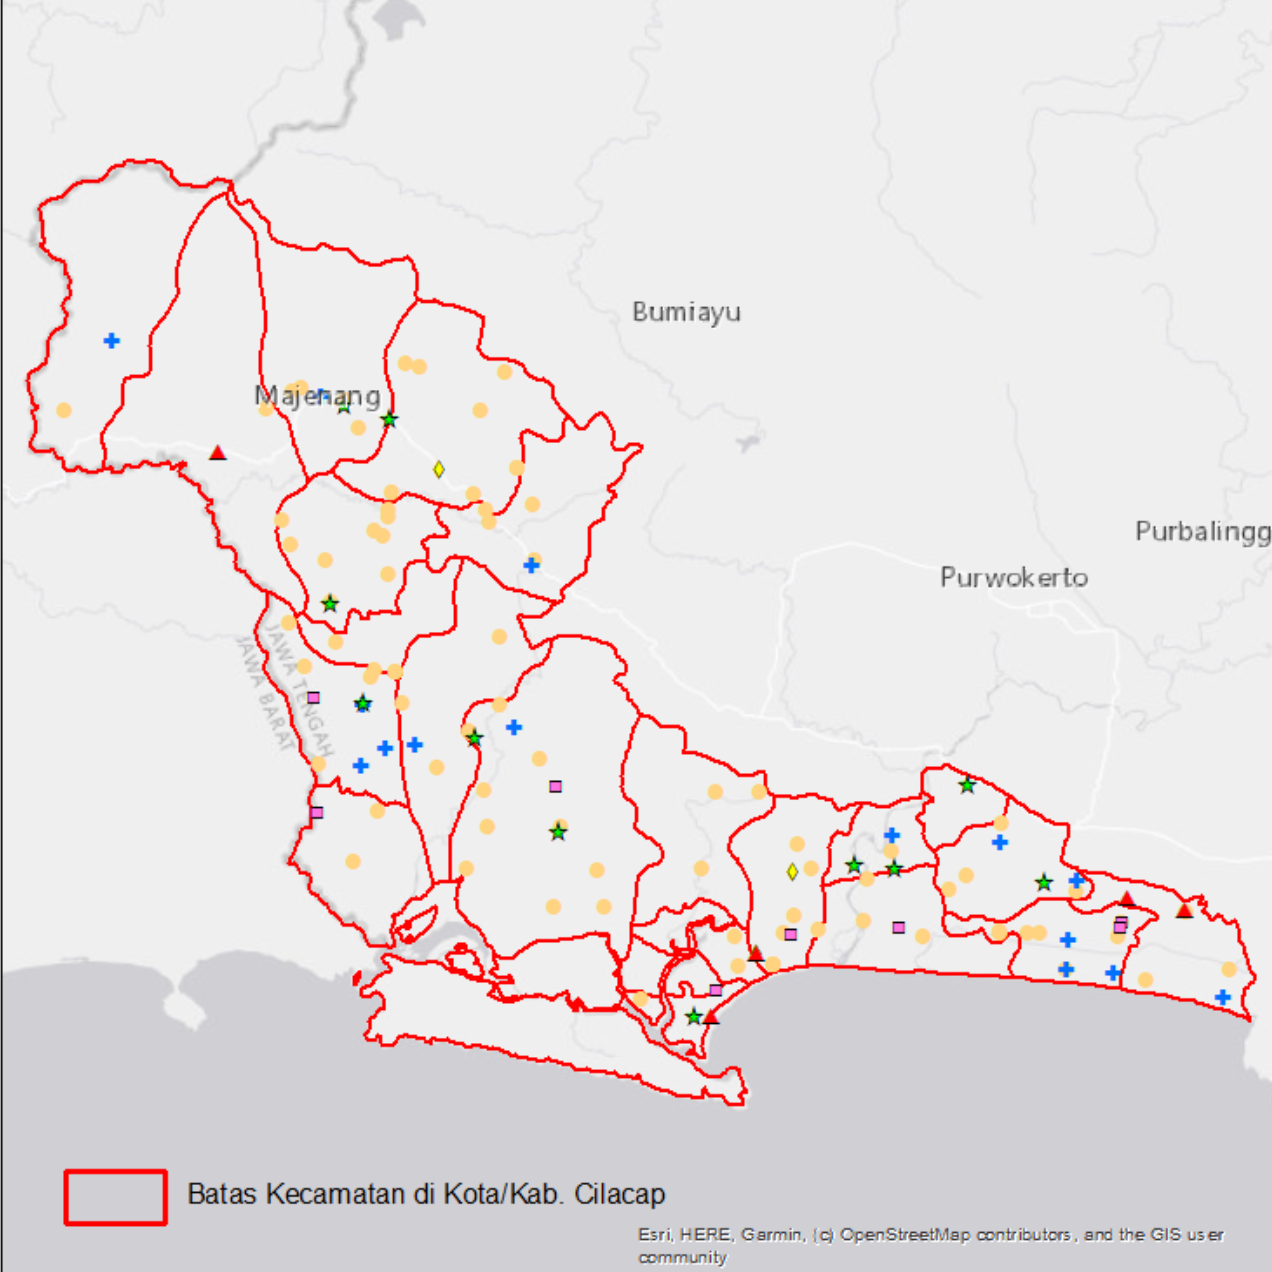 Bumiayu
Majenang
Purbalingg
Purwokerto
JAWA TENGAH
JAWA BARAT
Batas Kecamatan di Kota/Kab. Cilacap
Esri, HERE, Garmin, (c) OpenStreetMap contributors, and the GIS user
community